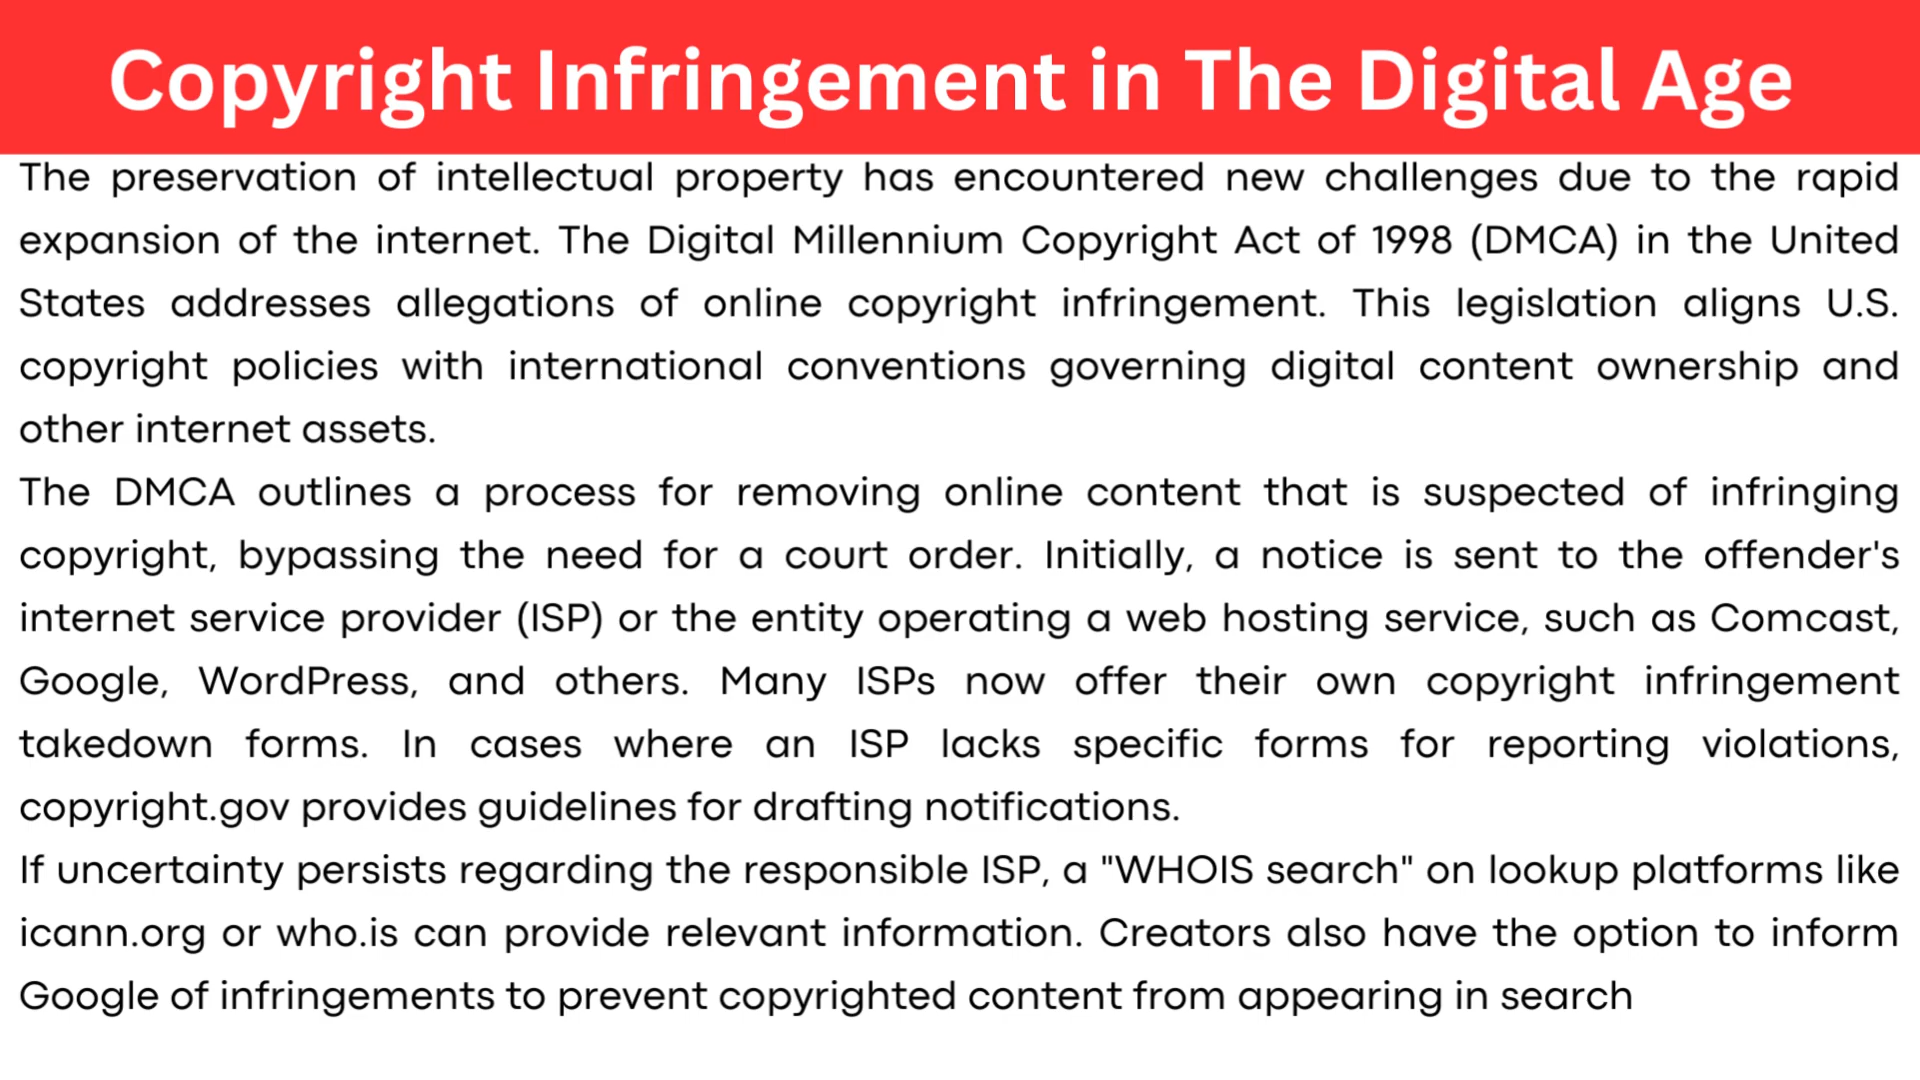 Copyright Infringement in The Digital Age
The preservation of intellectual property has encountered new challenges due to the rapid
expansion of the internet. The Digital Millennium Copyright Act of 1998 (DMCA) in the United
States addresses allegations of online copyright infringement. This legislation aligns U.S.
copyright policies with international conventions governing digital content ownership and
other internet assets.
The DMCA outlines a process for removing online content that is suspected of infringing
copyright, bypassing the need for a court order. Initially, a notice is sent to the offender's
internet service provider (ISP) or the entity operating a web hosting service, such as Comcast,
Google, WordPress, and others. Many ISPs now offer their own copyright infringement
takedown forms. In cases where an ISP lacks specific forms for reporting violations,
copyright.gov provides guidelines for drafting notifications.
If uncertainty persists regarding the responsible ISP, a "WHOIS search" on lookup platforms like
icann.org or who.is can provide relevant information. Creators also have the option to inform
Google of infringements to prevent copyrighted content from appearing in search